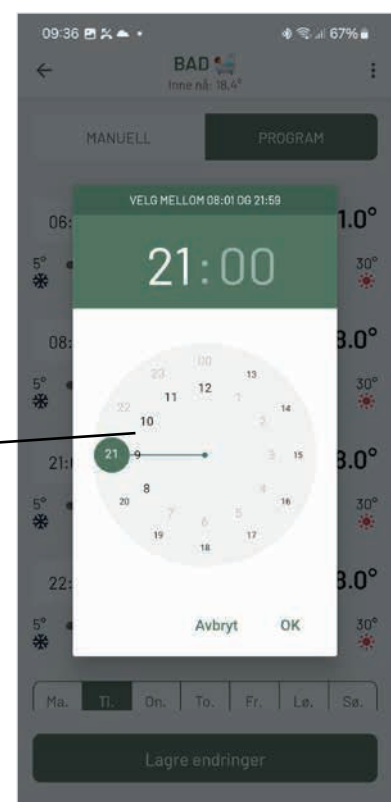 09:36 67%
BAD
Inne nå: 18,4°
MANUELL PROGRAM
VELG MELLOM 08:01 OG 21:59
06: 1.0°
21:00
5° 30°
08: 3.0°
00
23 13
12
11 1
22 14
10 2
5° 30°
21 9 3 15
21:0 3.0°
8 4
20 16
7 5
19 6 17
18
5° 30°
22: 3.0°
Avbryt OK
5° 30°
Ma. Ti. On. To. Fr. Lø. Sø.
Lagre endringer